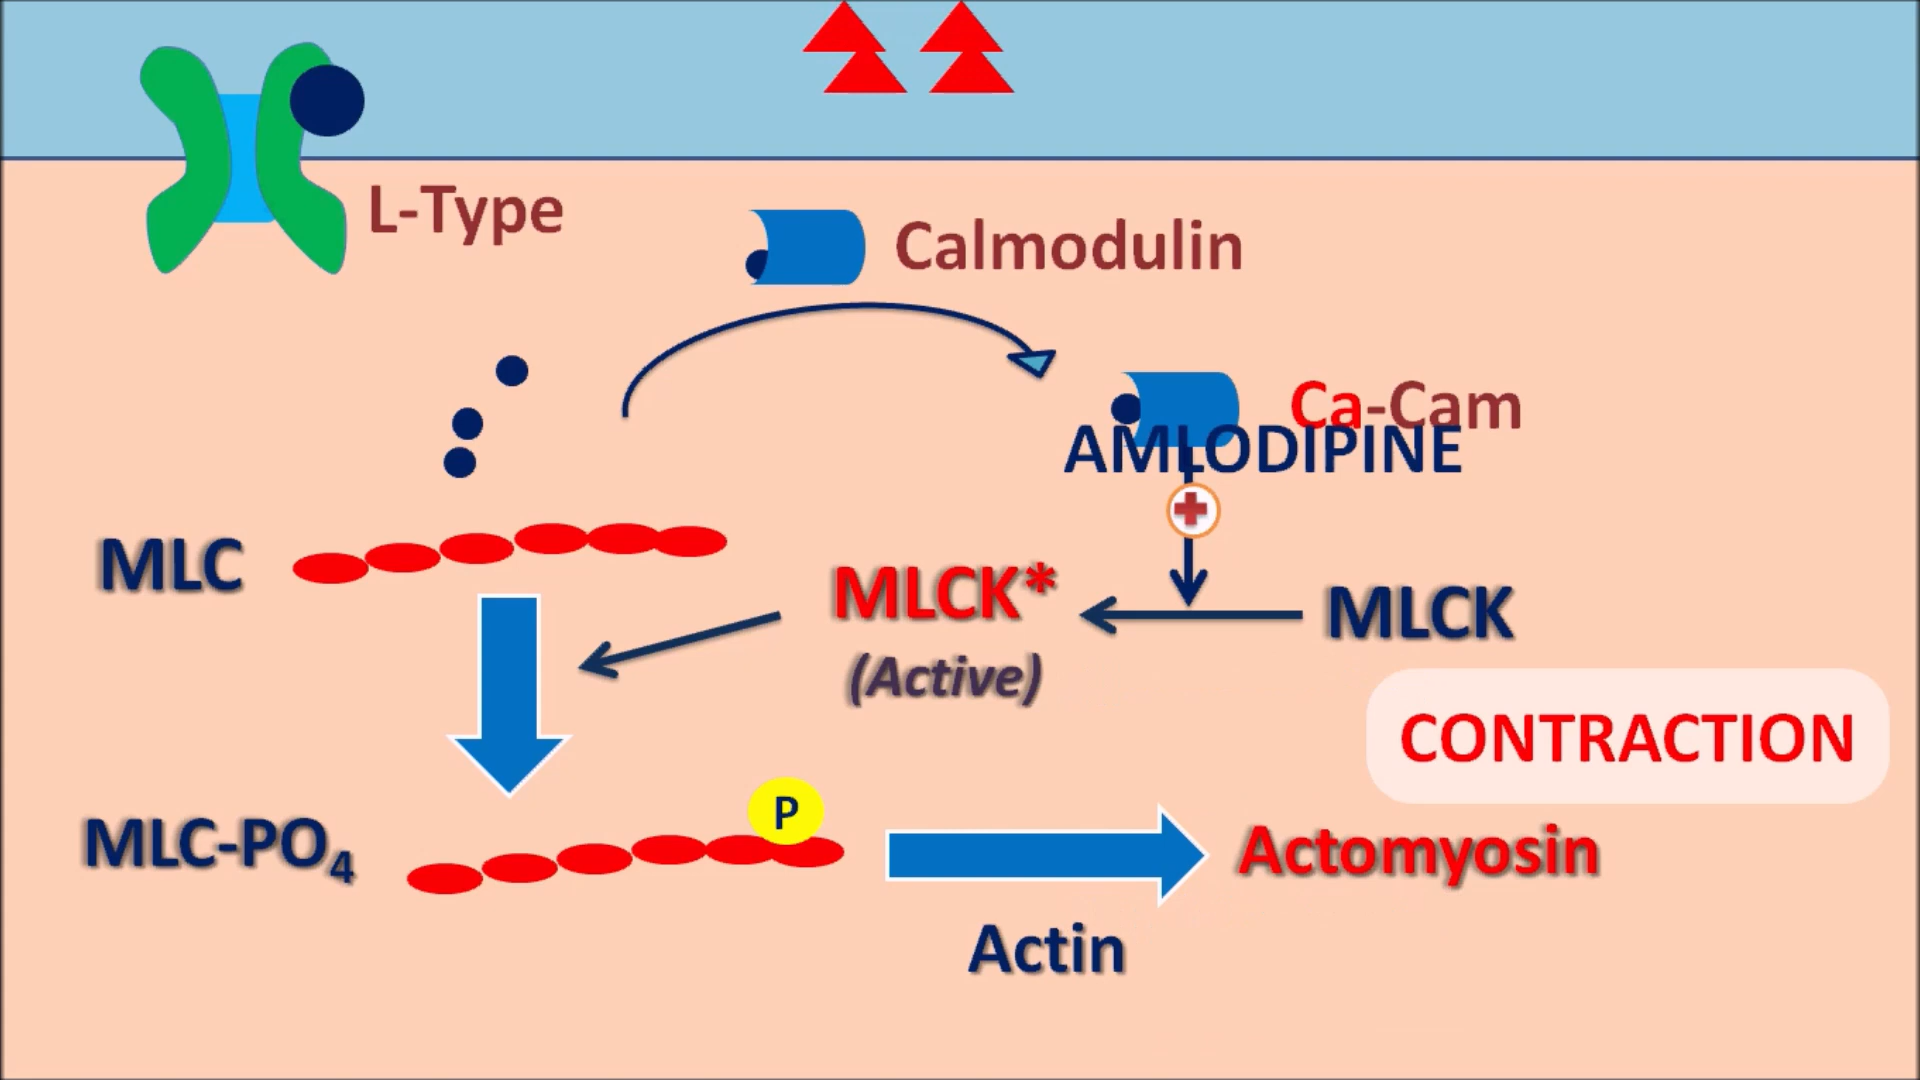 L-Type
Calmodulin
Ca-Cam
AMLODIPINE
MLC
MLCK*
(Active)
MLCK
CONTRACTION
P
MLC-PO₄
Actomyosin
Actin